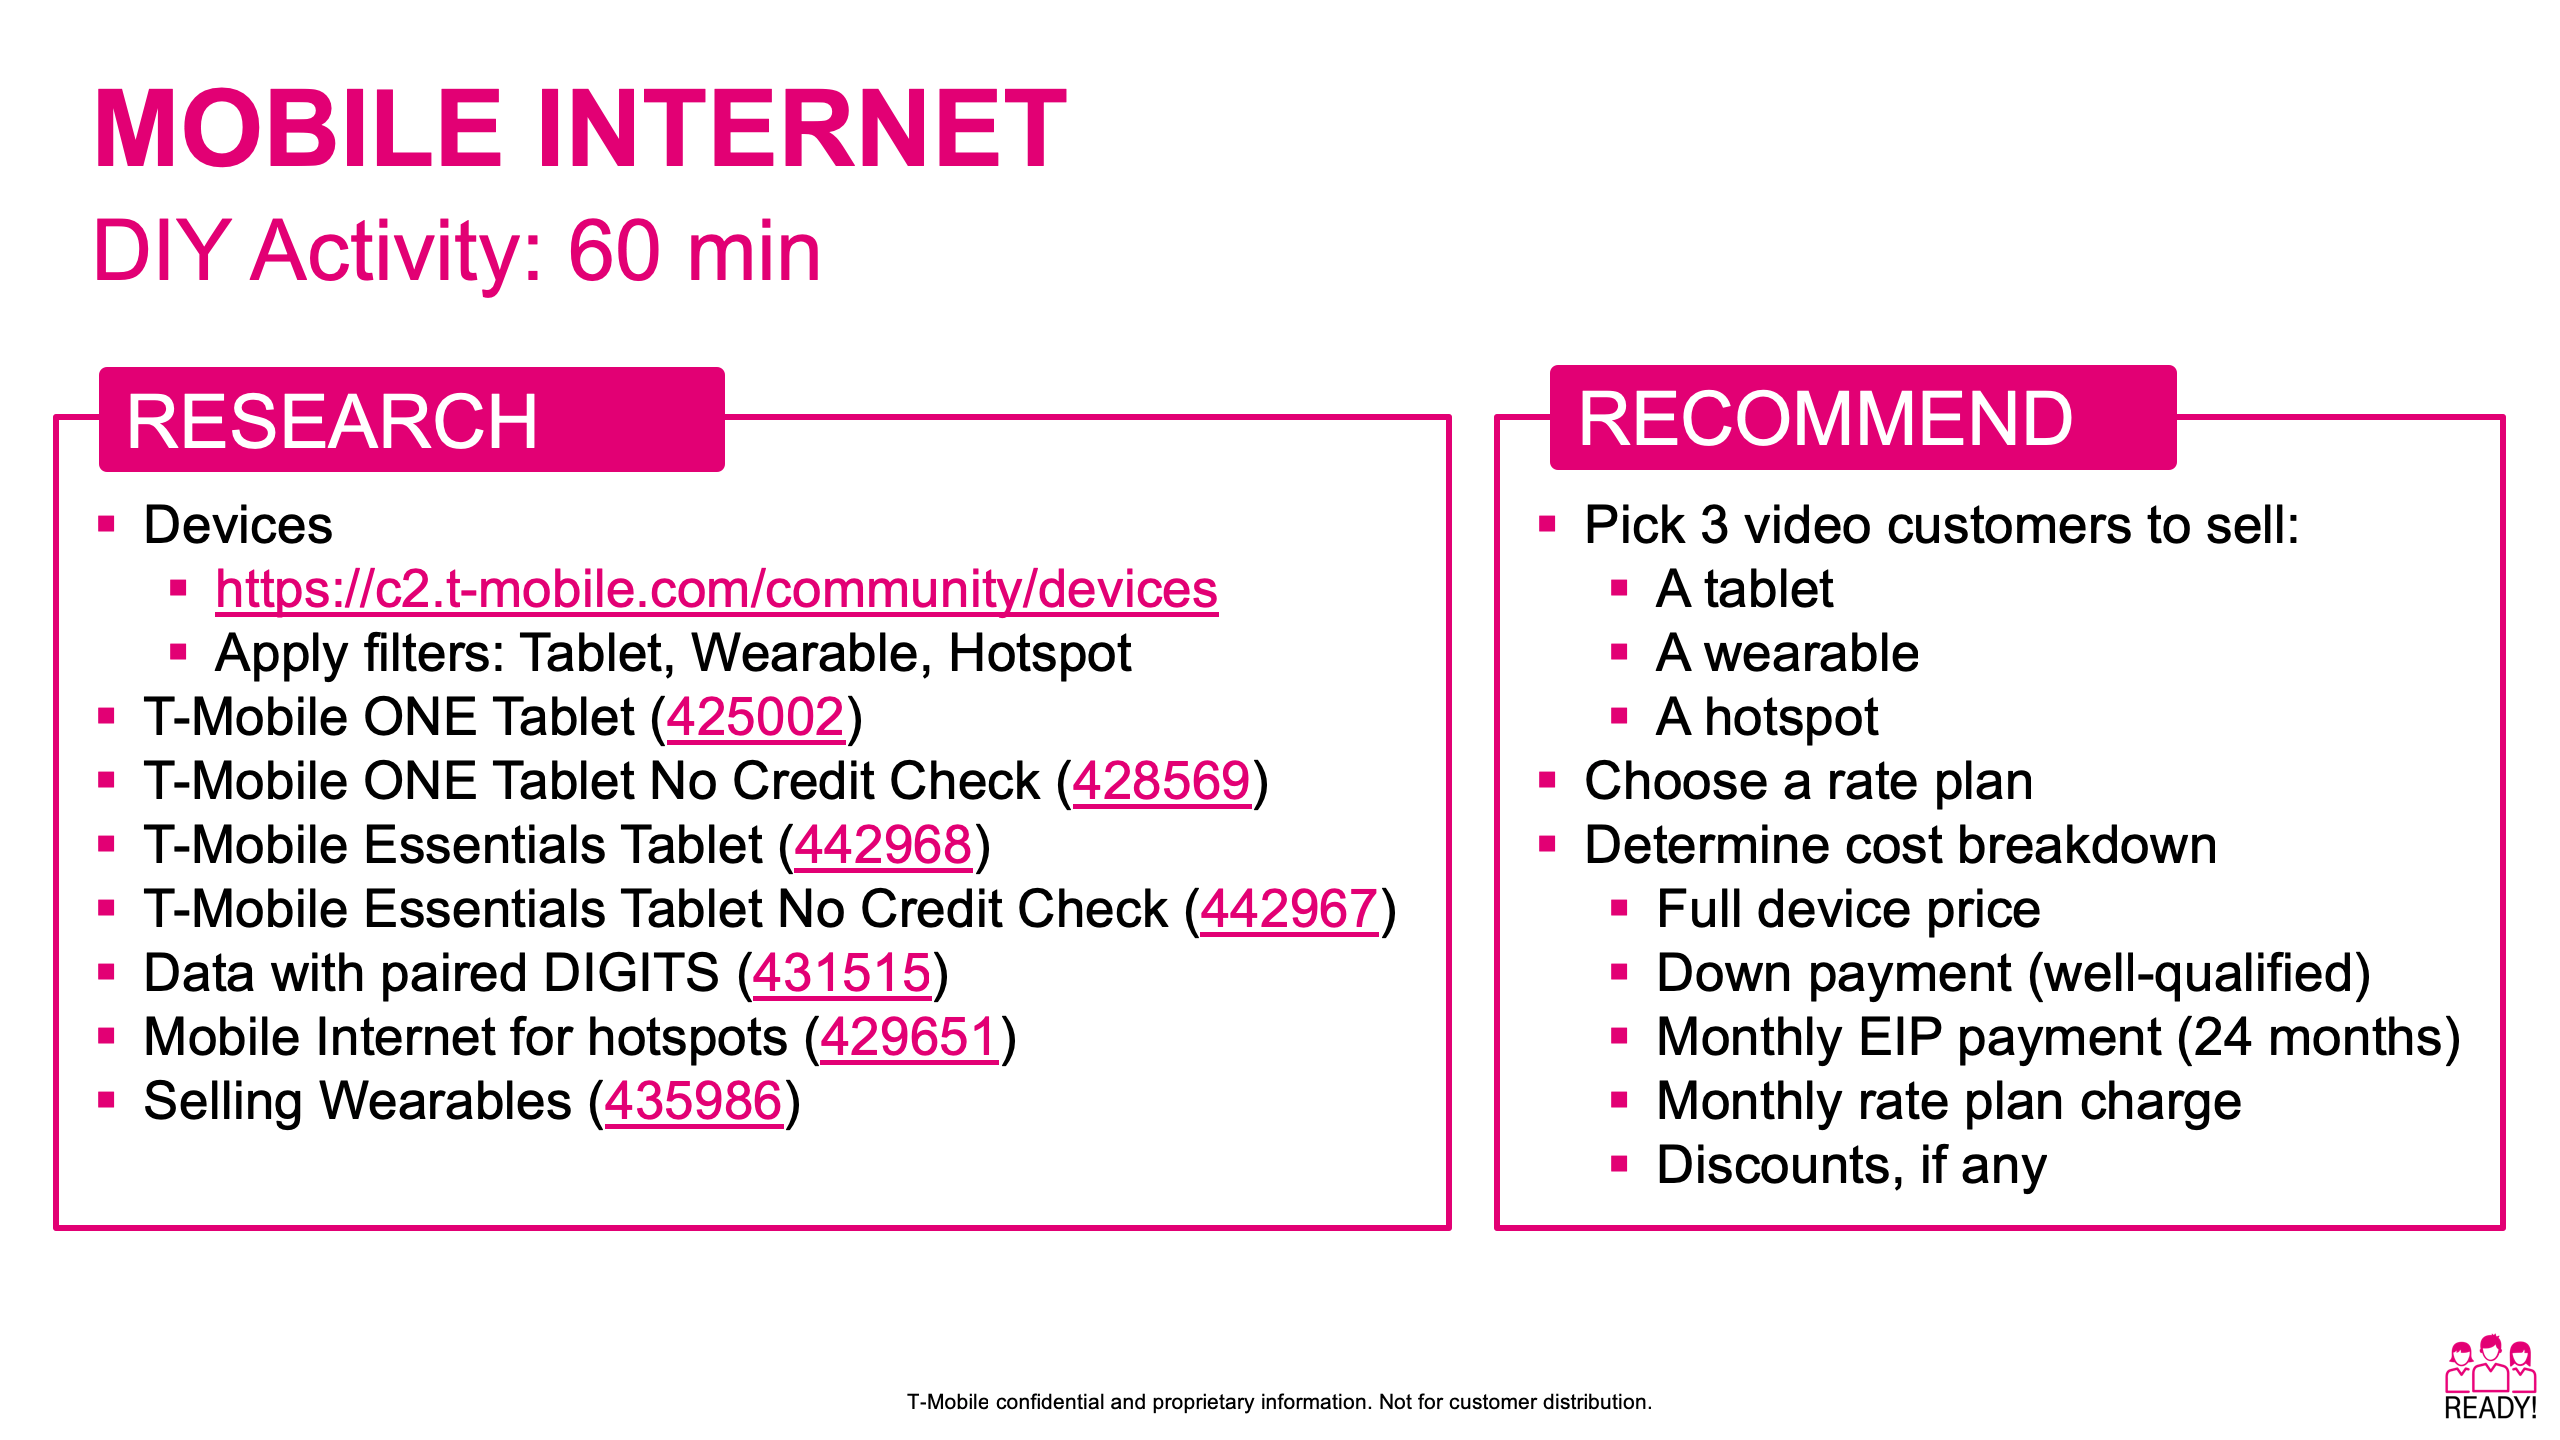 MOBILE INTERNET
DIY Activity: 60 min
RESEARCH
▪ Devices
▪ https://c2.t-mobile.com/community/devices
▪ Apply filters: Tablet, Wearable, Hotspot
▪ T-Mobile ONE Tablet (425002)
▪ T-Mobile ONE Tablet No Credit Check (428569)
▪ T-Mobile Essentials Tablet (442968)
▪ T-Mobile Essentials Tablet No Credit Check (442967)
▪ Data with paired DIGITS (431515)
▪ Mobile Internet for hotspots (429651)
▪ Selling Wearables (435986)
RECOMMEND
▪ Pick 3 video customers to sell:
▪ A tablet
▪ A wearable
▪ A hotspot
▪ Choose a rate plan
▪ Determine cost breakdown
▪ Full device price
▪ Down payment (well-qualified)
▪ Monthly EIP payment (24 months)
▪ Monthly rate plan charge
▪ Discounts, if any
T-Mobile confidential and proprietary information. Not for customer distribution.
READY!